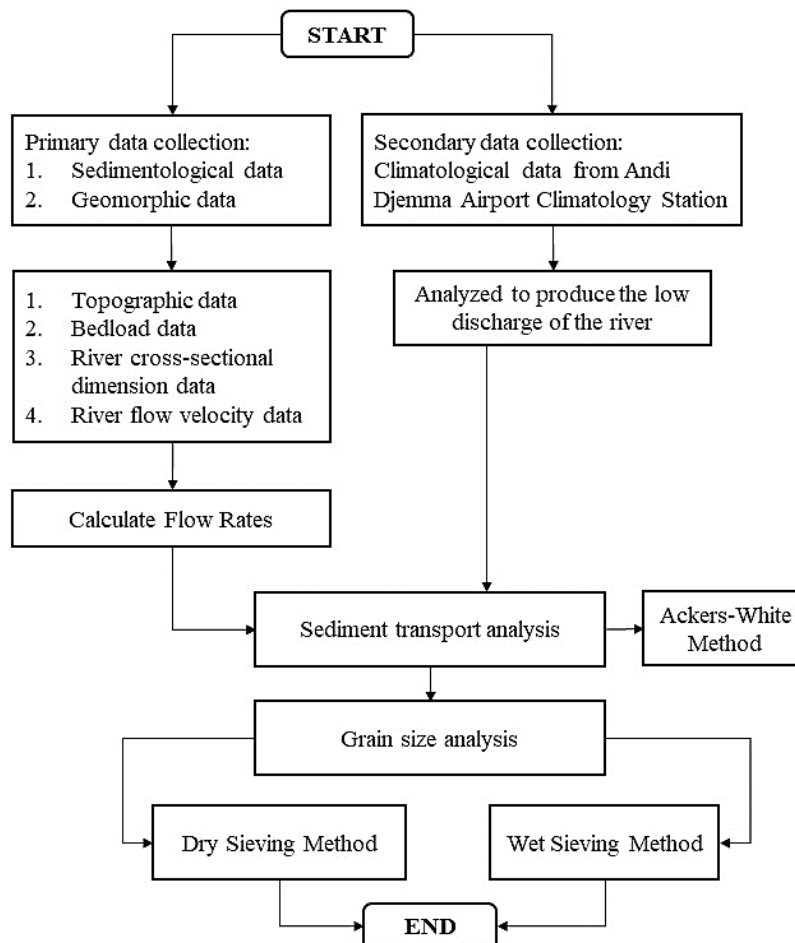 START
Primary data collection:
1. Sedimentological data
2. Geomorphic data
Secondary data collection:
Climatological data from Andi
Djemma Airport Climatology Station
1. Topographic data
2. Bedload data
3. River cross-sectional
dimension data
4. River flow velocity data
Analyzed to produce the low
discharge of the river
Calculate Flow Rates
Sediment transport analysis
Ackers-White
Method
Grain size analysis
Dry Sieving Method
Wet Sieving Method
END